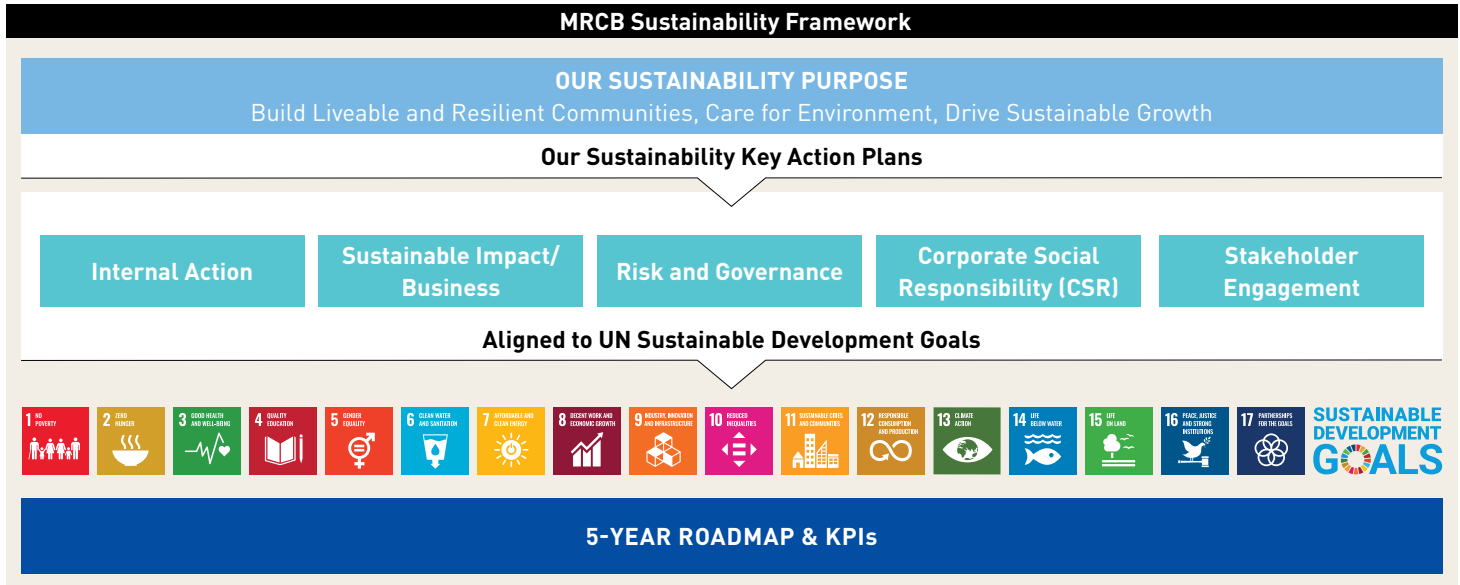 MRCB Sustainability Framework
OUR SUSTAINABILITY PURPOSE
Build Liveable and Resilient Communities, Care for Environment, Drive Sustainable Growth
Our Sustainability Key Action Plans
Internal Action
Sustainable Impact/
Business
Risk and Governance
Corporate Social
Responsibility (CSR)
Stakeholder
Engagement
Aligned to UN Sustainable Development Goals
1 NO
POVERTY
2 ZERO
HUNGER
3 GOOD HEALTH
AND WELL-BEING
4 QUALITY
EDUCATION
5 GENDER
EQUALITY
6 CLEAN WATER
AND SANITATION
7 AFFORDABLE AND
CLEAN ENERGY
8 DECENT WORK AND
ECONOMIC GROWTH
9 INDUSTRY, INNOVATION
AND INFRASTRUCTURE
10 REDUCED
INEQUALITIES
11 SUSTAINABLE CITIES
AND COMMUNITIES
12 RESPONSIBLE
CONSUMPTION
AND PRODUCTION
13 CLIMATE
ACTION
14 LIFE
BELOW WATER
15 LIFE
ON LAND
16 PEACE, JUSTICE
AND STRONG
INSTITUTIONS
17 PARTNERSHIPS
FOR THE GOALS
SUSTAINABLE
DEVELOPMENT
GOALS
5-YEAR ROADMAP & KPIs